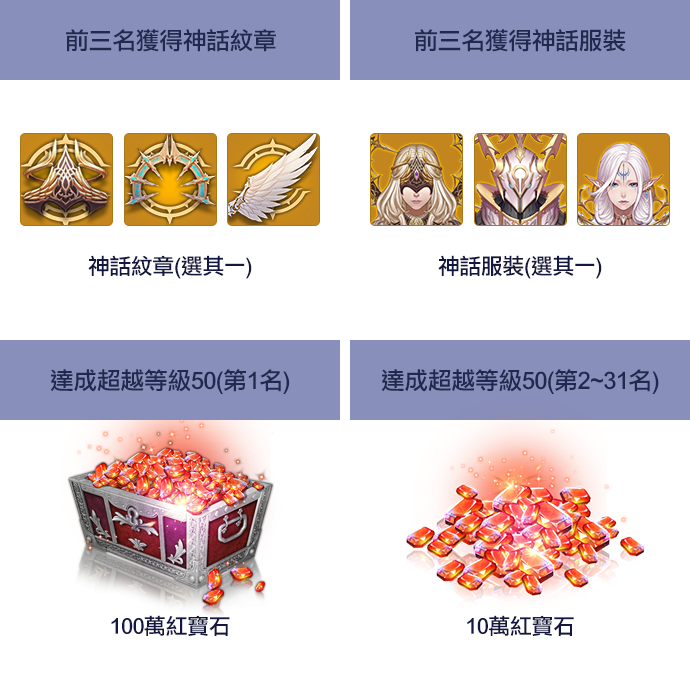 前三名獲得神話紋章
前三名獲得神話服裝
神話紋章(選其一)
神話服裝(選其一)
達成超越等級50(第1名)
達成超越等級50(第2~31名)
100萬紅寶石
10萬紅寶石